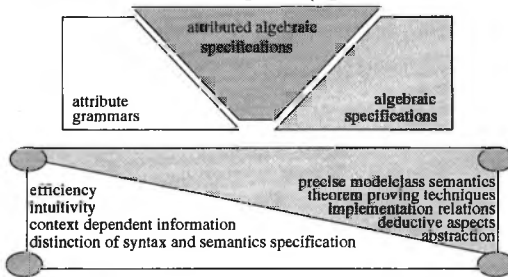 attributed algebraic
specifications
attribute
grammars
algebraic
specifications
efficiency
intuitivity
context dependent information
distinction of syntax and semantics specification
precise modelclass semantics
theorem proving techniques
implementation relations
deductive aspects
abstraction